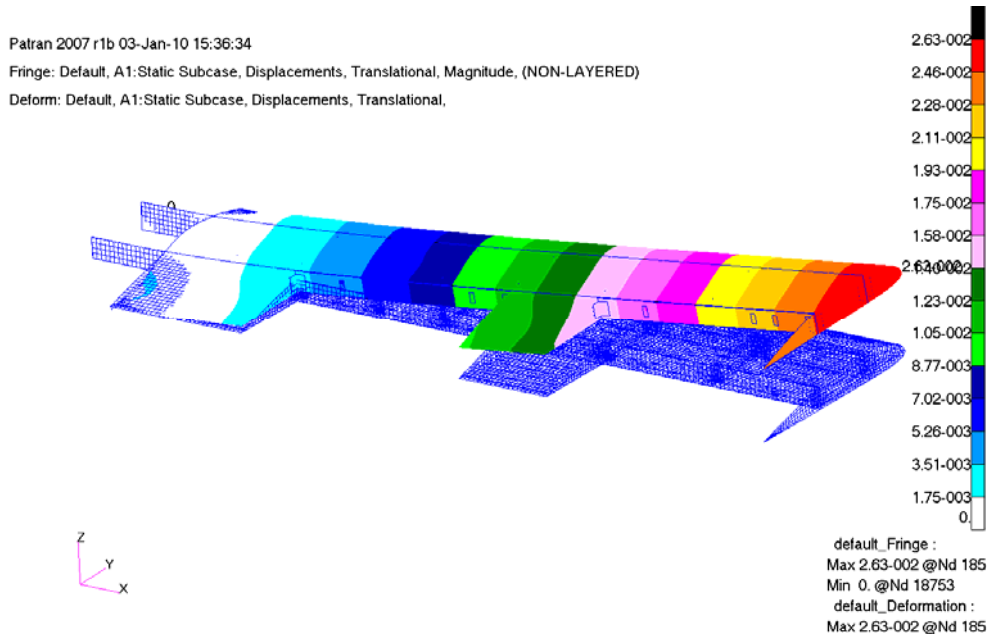 Patran 2007 r1b 03-Jan-10 15:36:34
Fringe: Default, A1:Static Subcase, Displacements, Translational, Magnitude, (NON-LAYERED)
Deform: Default, A1:Static Subcase, Displacements, Translational,
2.63-002
2.46-002
2.28-002
2.11-002
1.93-002
1.75-002
1.58-002
1.23-002
1.05-002
8.77-003
7.02-003
5.26-003
3.51-003
1.75-003
0.
0
Z
Y
X
default_Fringe :
Max 2.63-002 @Nd 185
Min 0. @Nd 18753
default_Deformation :
Max 2.63-002 @Nd 185